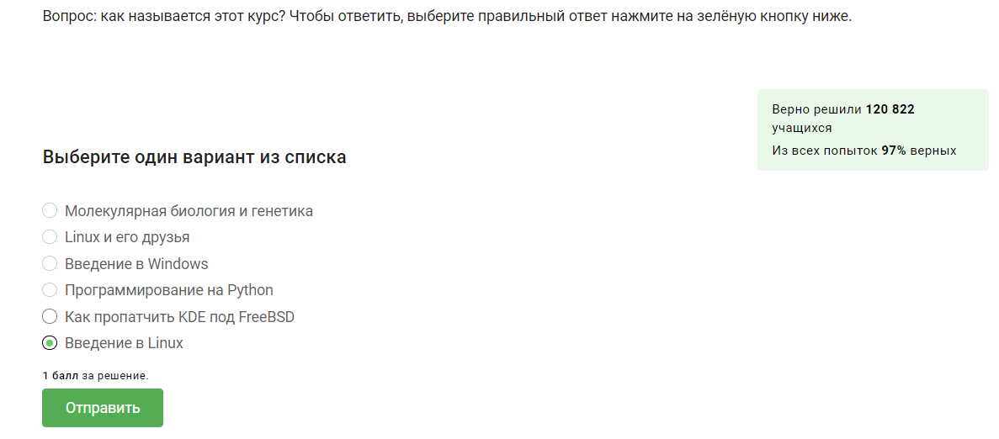 Вопрос: как называется этот курс? Чтобы ответить, выберите правильный ответ нажмите на зелёную кнопку ниже.
Верно решили 120 822
учащихся
Из всех попыток 97% верных
Выберите один вариант из списка
Молекулярная биология и генетика
Linux и его друзья
Введение в Windows
Программирование на Python
Как пропатчить KDE под FreeBSD
Введение в Linux
1 балл за решение.
Отправить